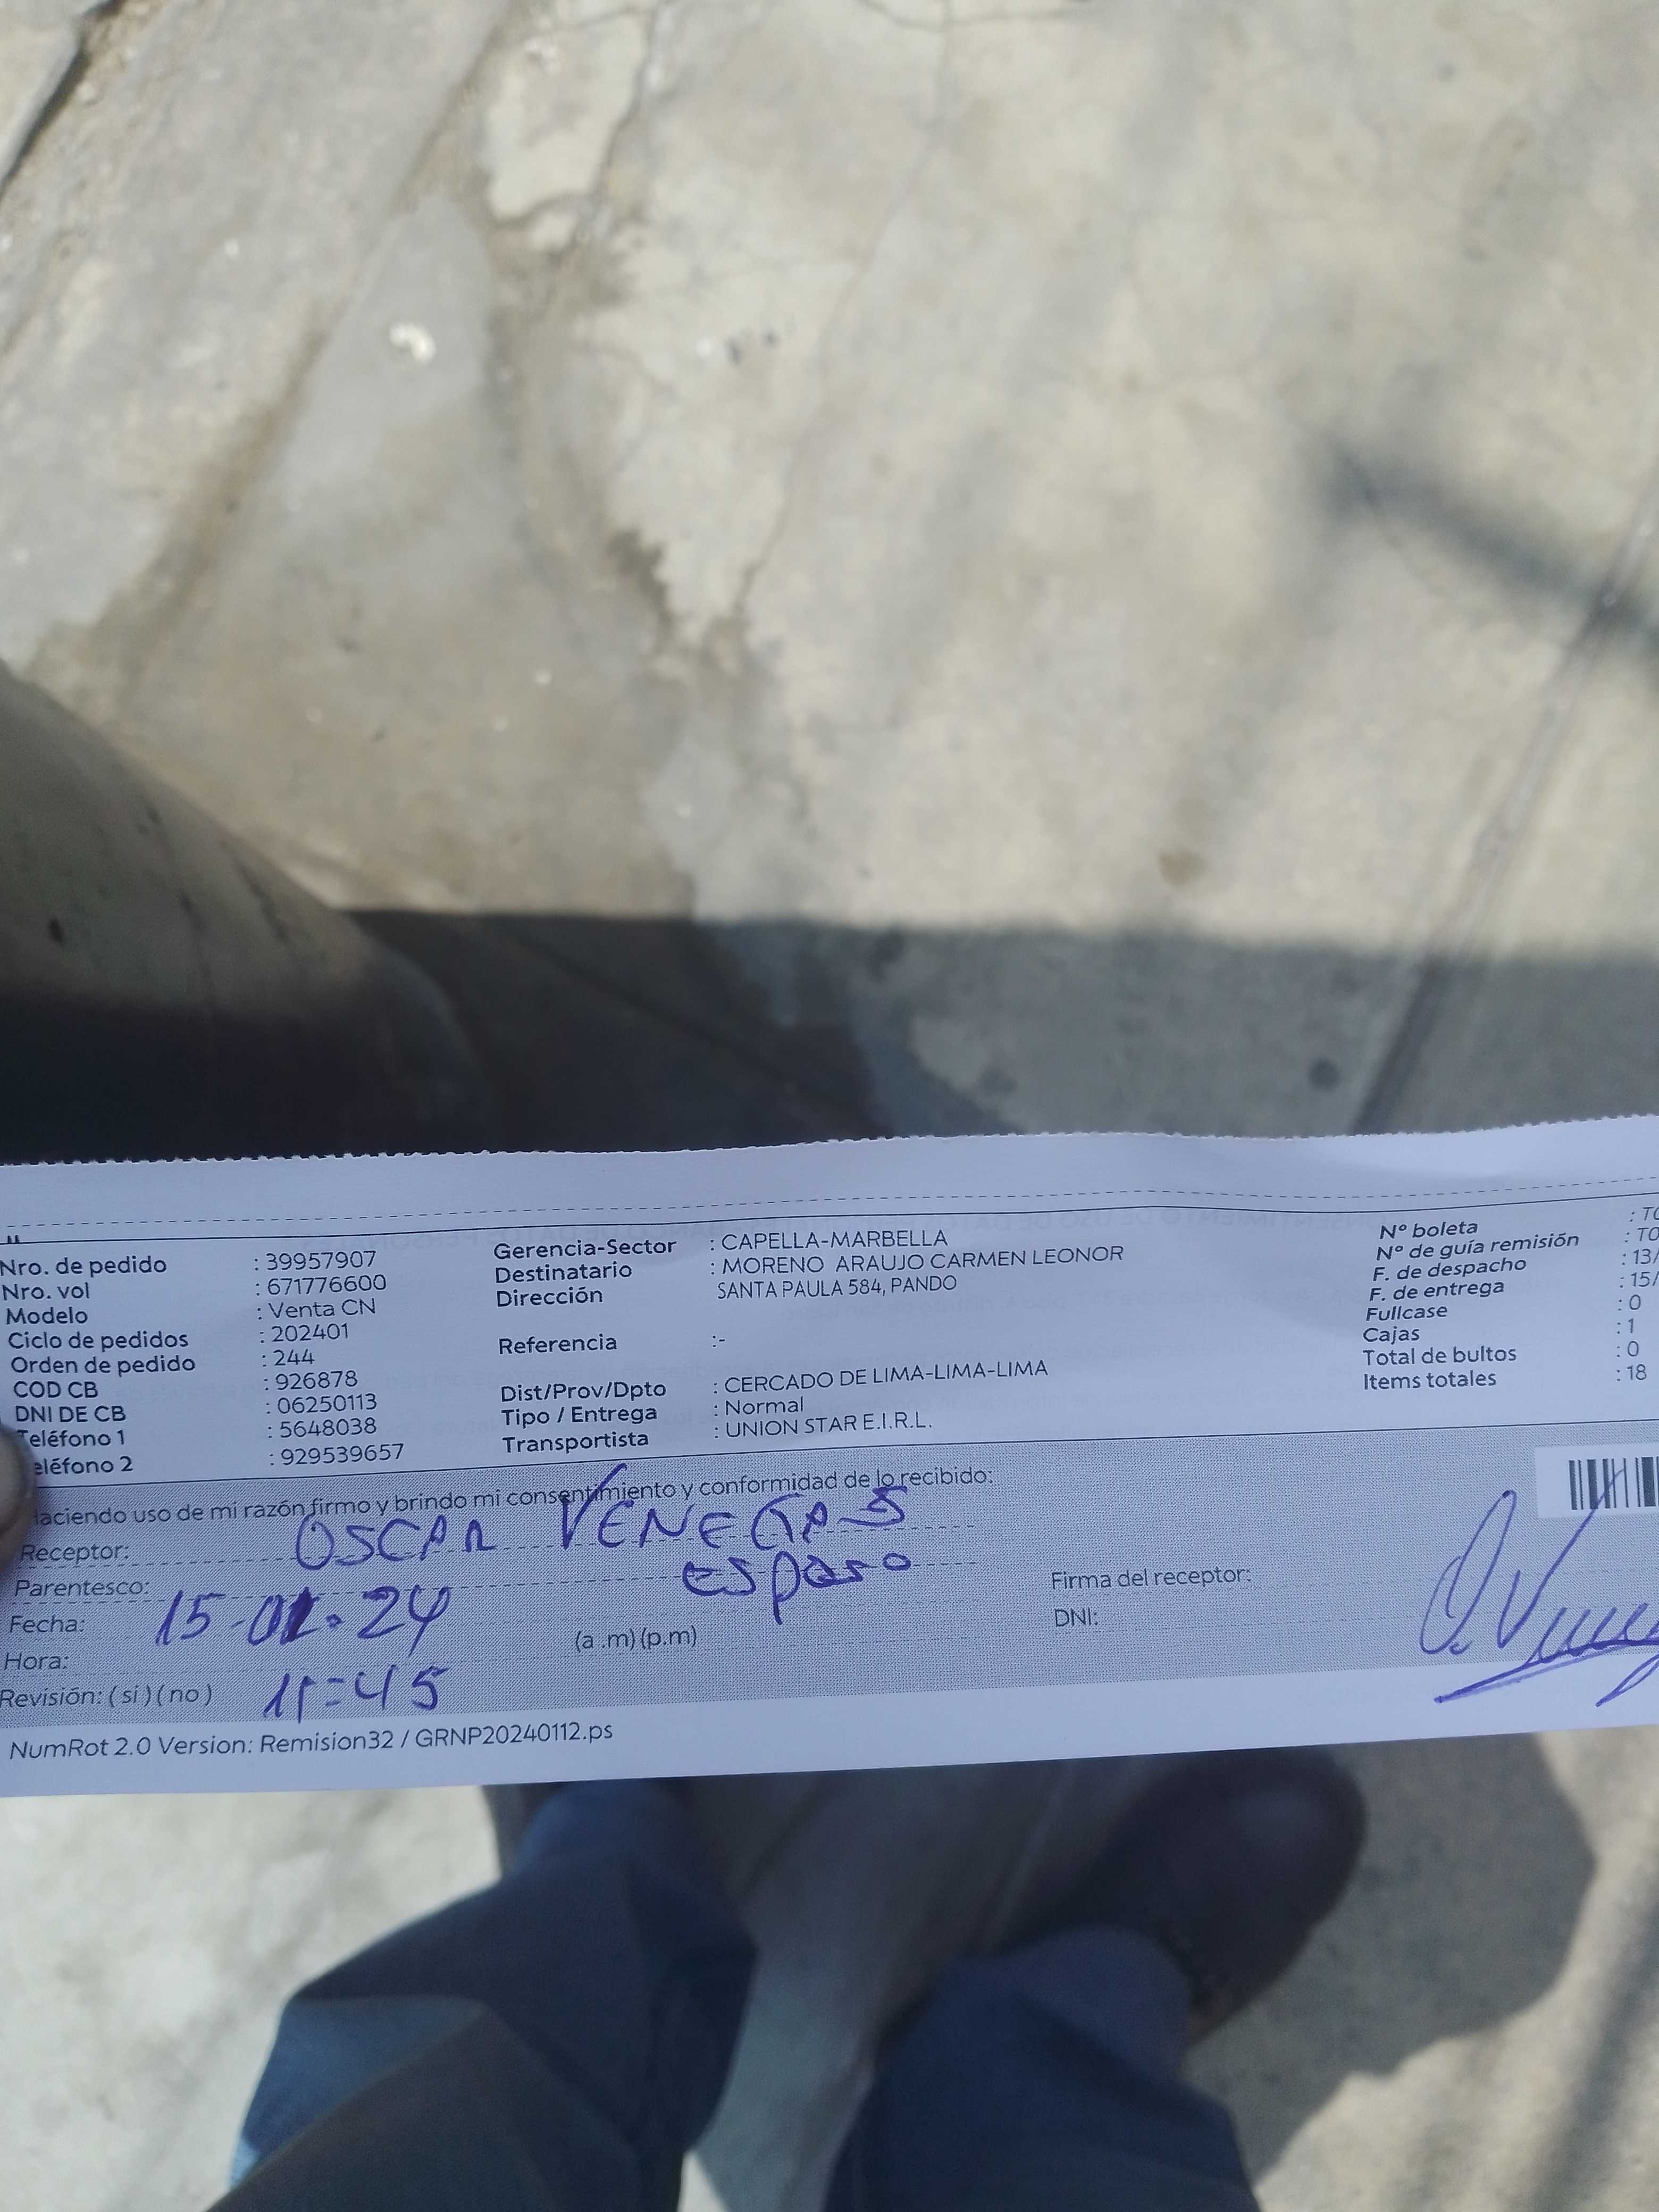 Nro. de pedido : 39957907
Nro. vol : 671776600
Modelo : Venta CN
Ciclo de pedidos : 202401
Orden de pedido : 244
COD CB : 926878
DNI DE CB : 06250113
Teléfono 1 : 5648038
eléfono 2 : 929539657
Gerencia-Sector : CAPELLA-MARBELLA
Destinatario : MORENO ARAUJO CARMEN LEONOR
Dirección SANTA PAULA 584, PANDO
Referencia :-
Dist/Prov/Dpto : CERCADO DE LIMA-LIMA-LIMA
Tipo / Entrega : Normal
Transportista : UNION STAR E.I.R.L.
N° boleta : TO
N° de guía remisión : TO
F. de despacho : 13/
F. de entrega : 15/
Fullcase : 0
Cajas : 1
Total de bultos : 0
Items totales : 18
aciendo uso de mi razón firmo y brindo mi consentimiento y conformidad de lo recibido:
Receptor: OSCAR VENEGAS
Parentesco: esposo
Fecha: 15-01-24
Hora: 11=45 (a .m) (p.m)
Revisión: ( si ) ( no )
Firma del receptor:
DNI:
NumRot 2.0 Version: Remision32 / GRNP20240112.ps